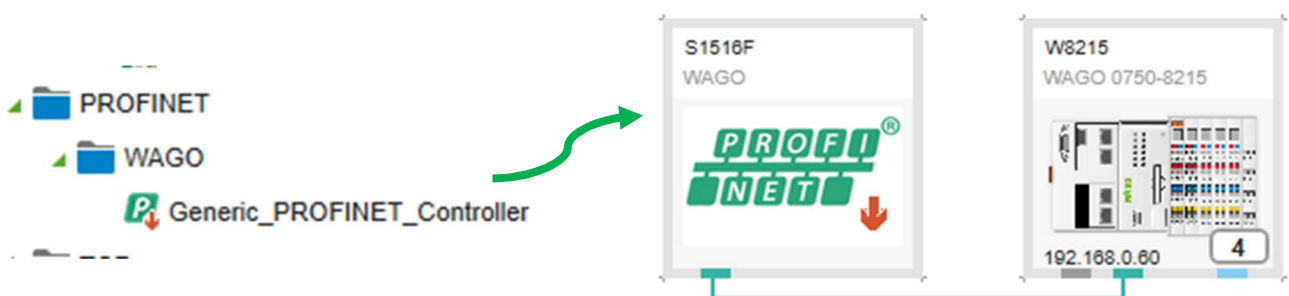 PROFINET
WAGO
Generic_PROFINET_Controller
S1516F
WAGO
PROFI®
NET
W8215
WAGO 0750-8215
192.168.0.60
4